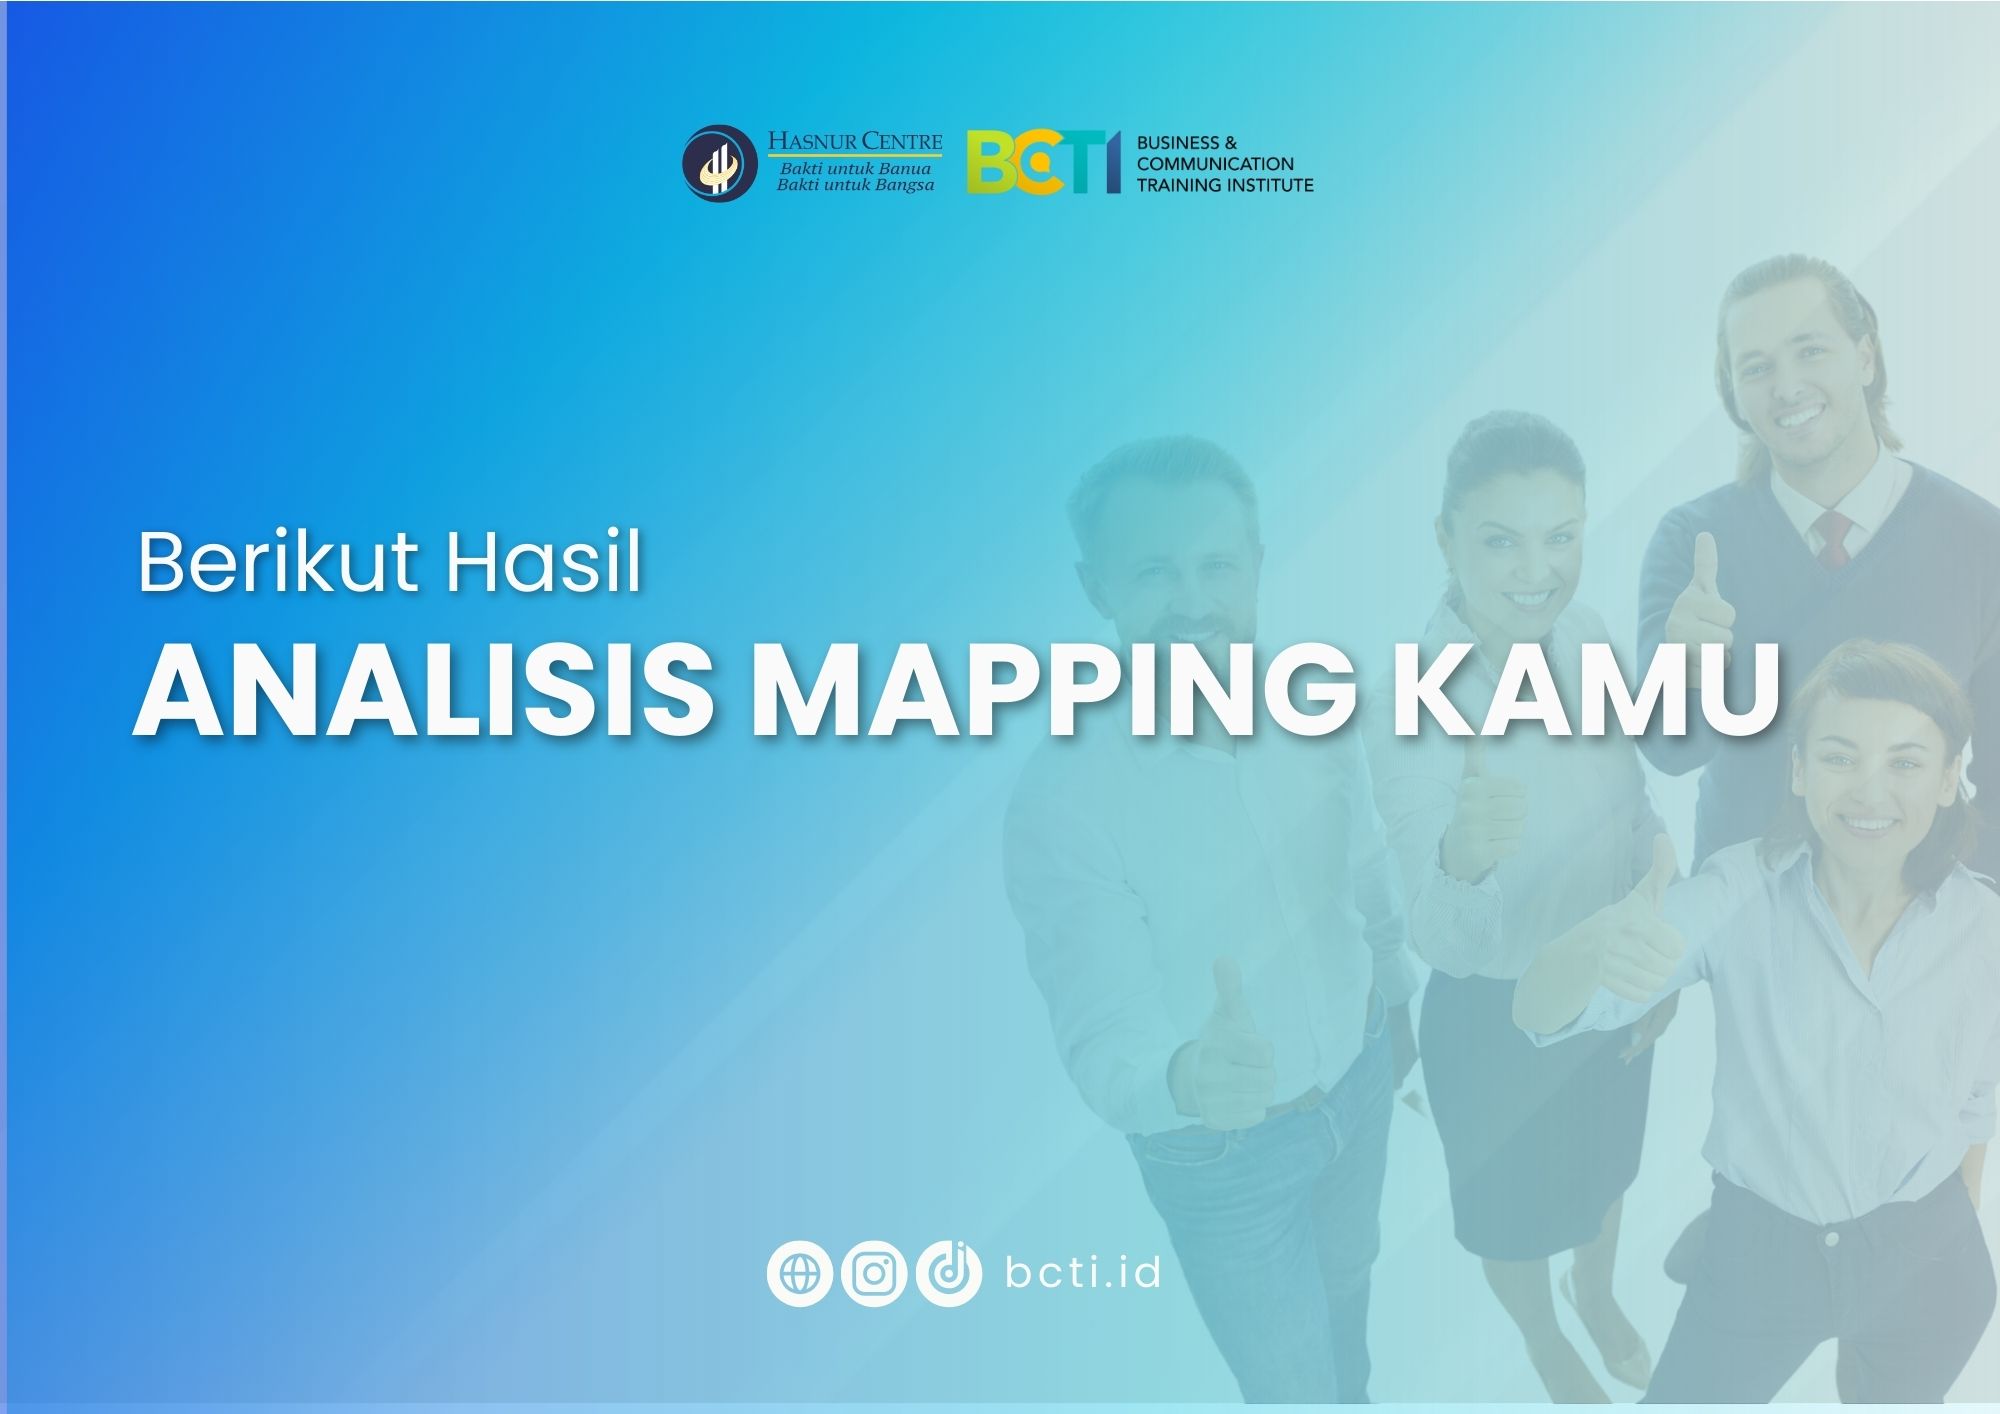 HASNUR CENTRE
Bakti untuk Banua
Bakti untuk Bangsa
BCTI
BUSINESS &
COMMUNICATION
TRAINING INSTITUTE
Berikut Hasil
ANALISIS MAPPING KAMU
bcti.id